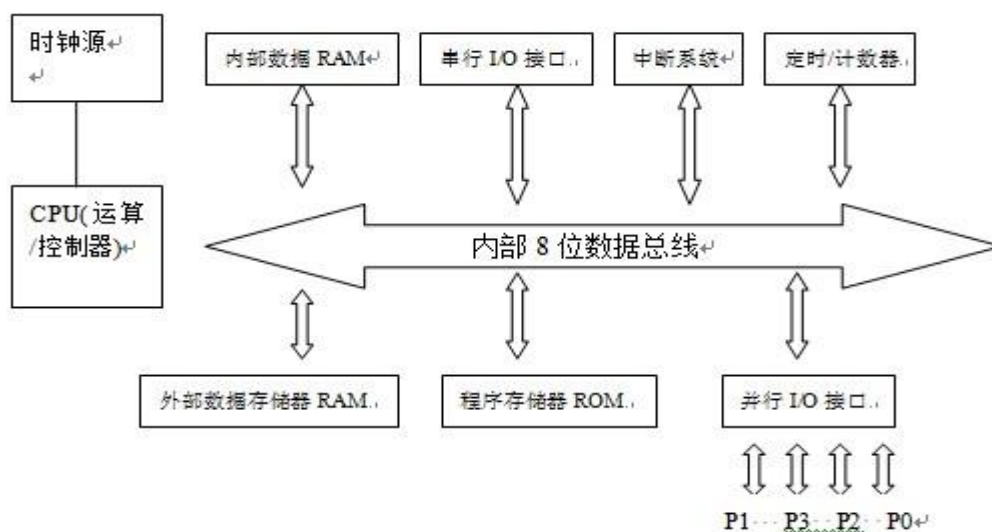 时钟源
内部数据 RAM
串行 I/O 接口
中断系统
定时/计数器
CPU(运算
/控制器)
内部 8 位数据总线
外部数据存储器 RAM
程序存储器 ROM
并行 I/O 接口
P1 P3 P2 P0